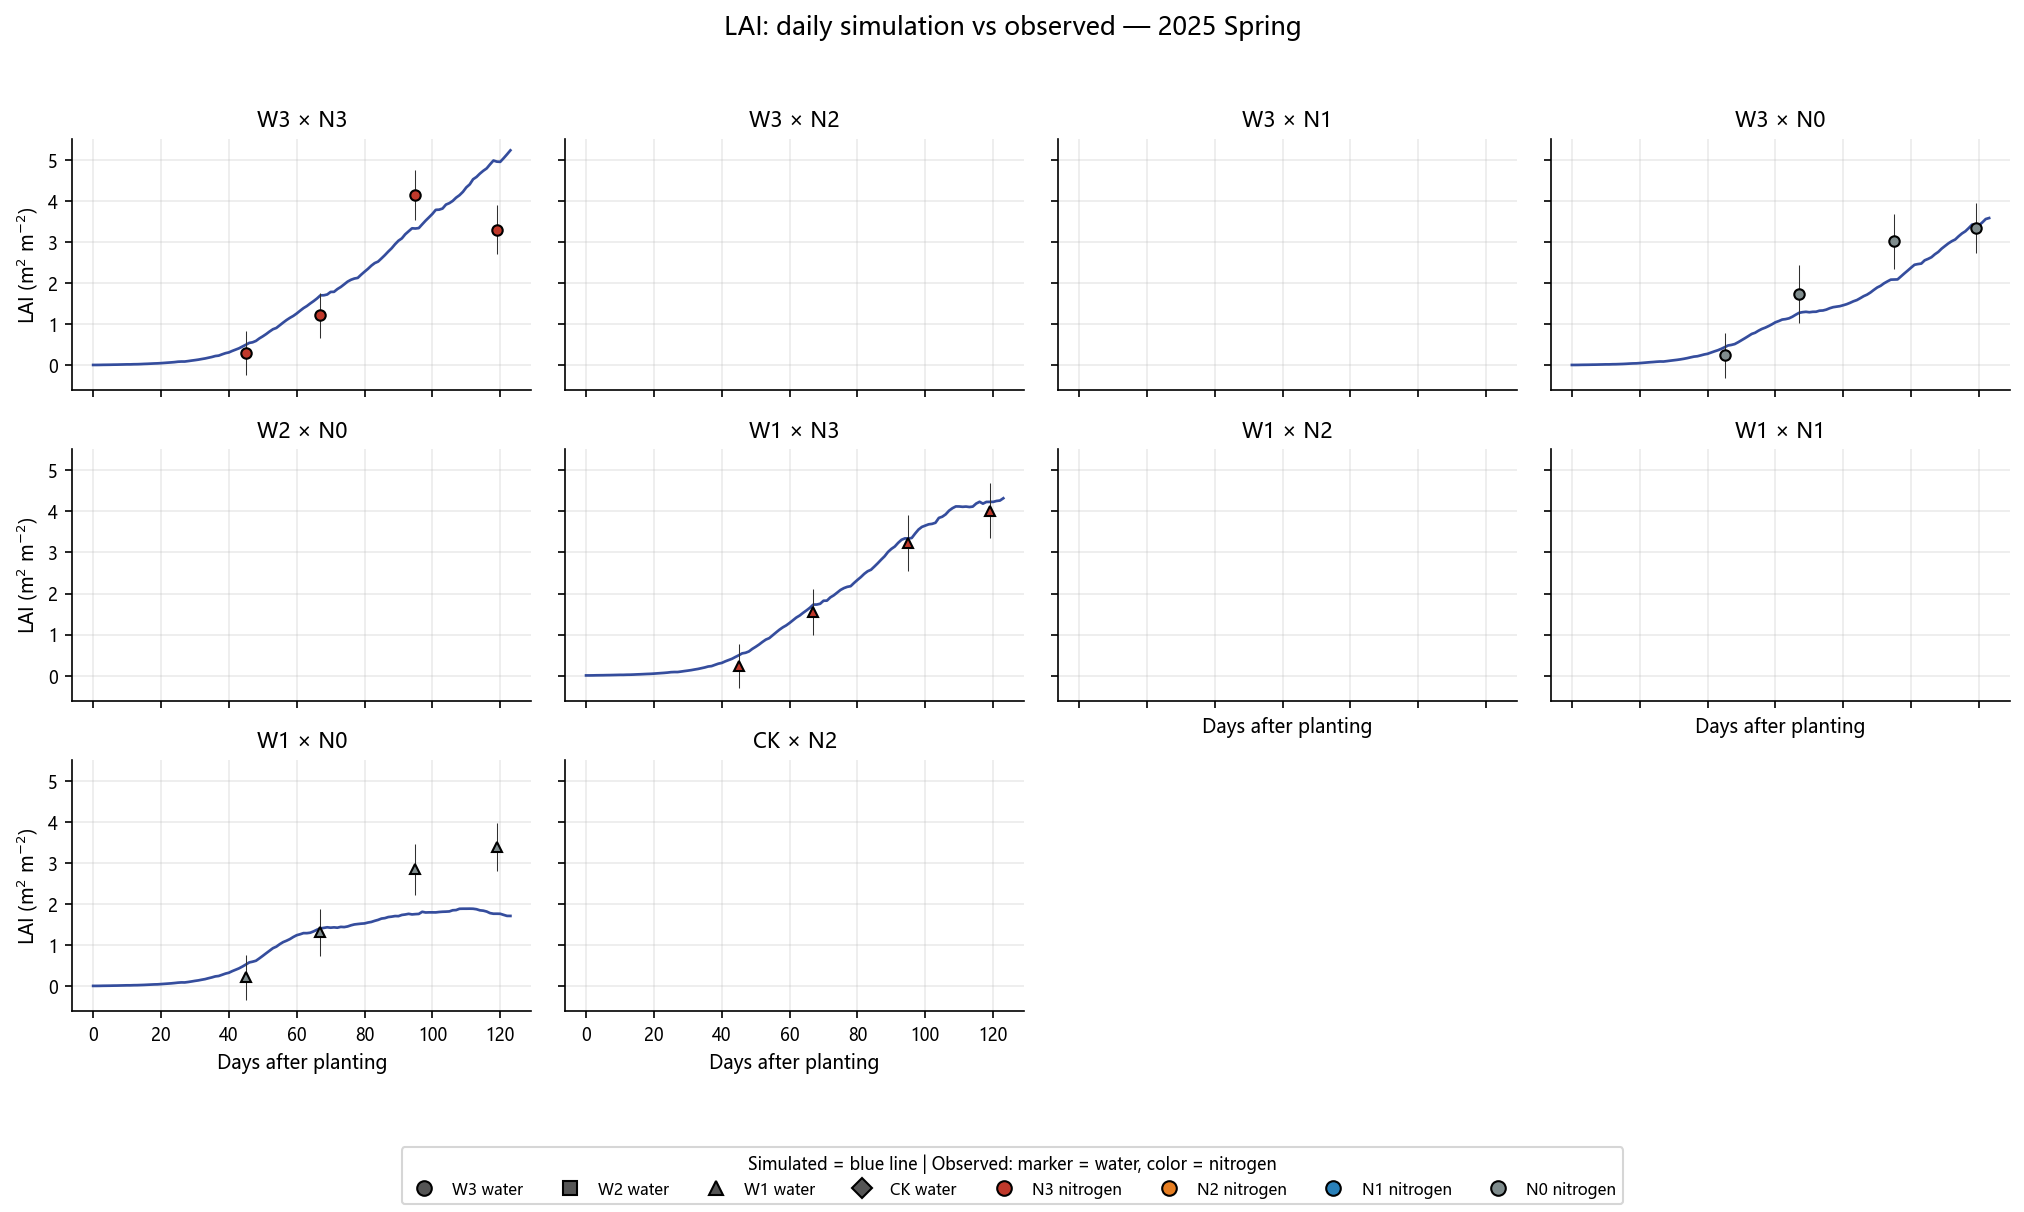 LAI: daily simulation vs observed — 2025 Spring
W3 × N3
W3 × N2
W3 × N1
W3 × N0
LAI (m² m⁻²)
5
4
3
2
1
0
W2 × N0
W1 × N3
W1 × N2
W1 × N1
LAI (m² m⁻²)
5
4
3
2
1
0
Days after planting
Days after planting
W1 × N0
CK × N2
LAI (m² m⁻²)
5
4
3
2
1
0
0 20 40 60 80 100 120
0 20 40 60 80 100 120
Days after planting
Days after planting
Simulated = blue line | Observed: marker = water, color = nitrogen
W3 water W2 water W1 water CK water N3 nitrogen N2 nitrogen N1 nitrogen N0 nitrogen